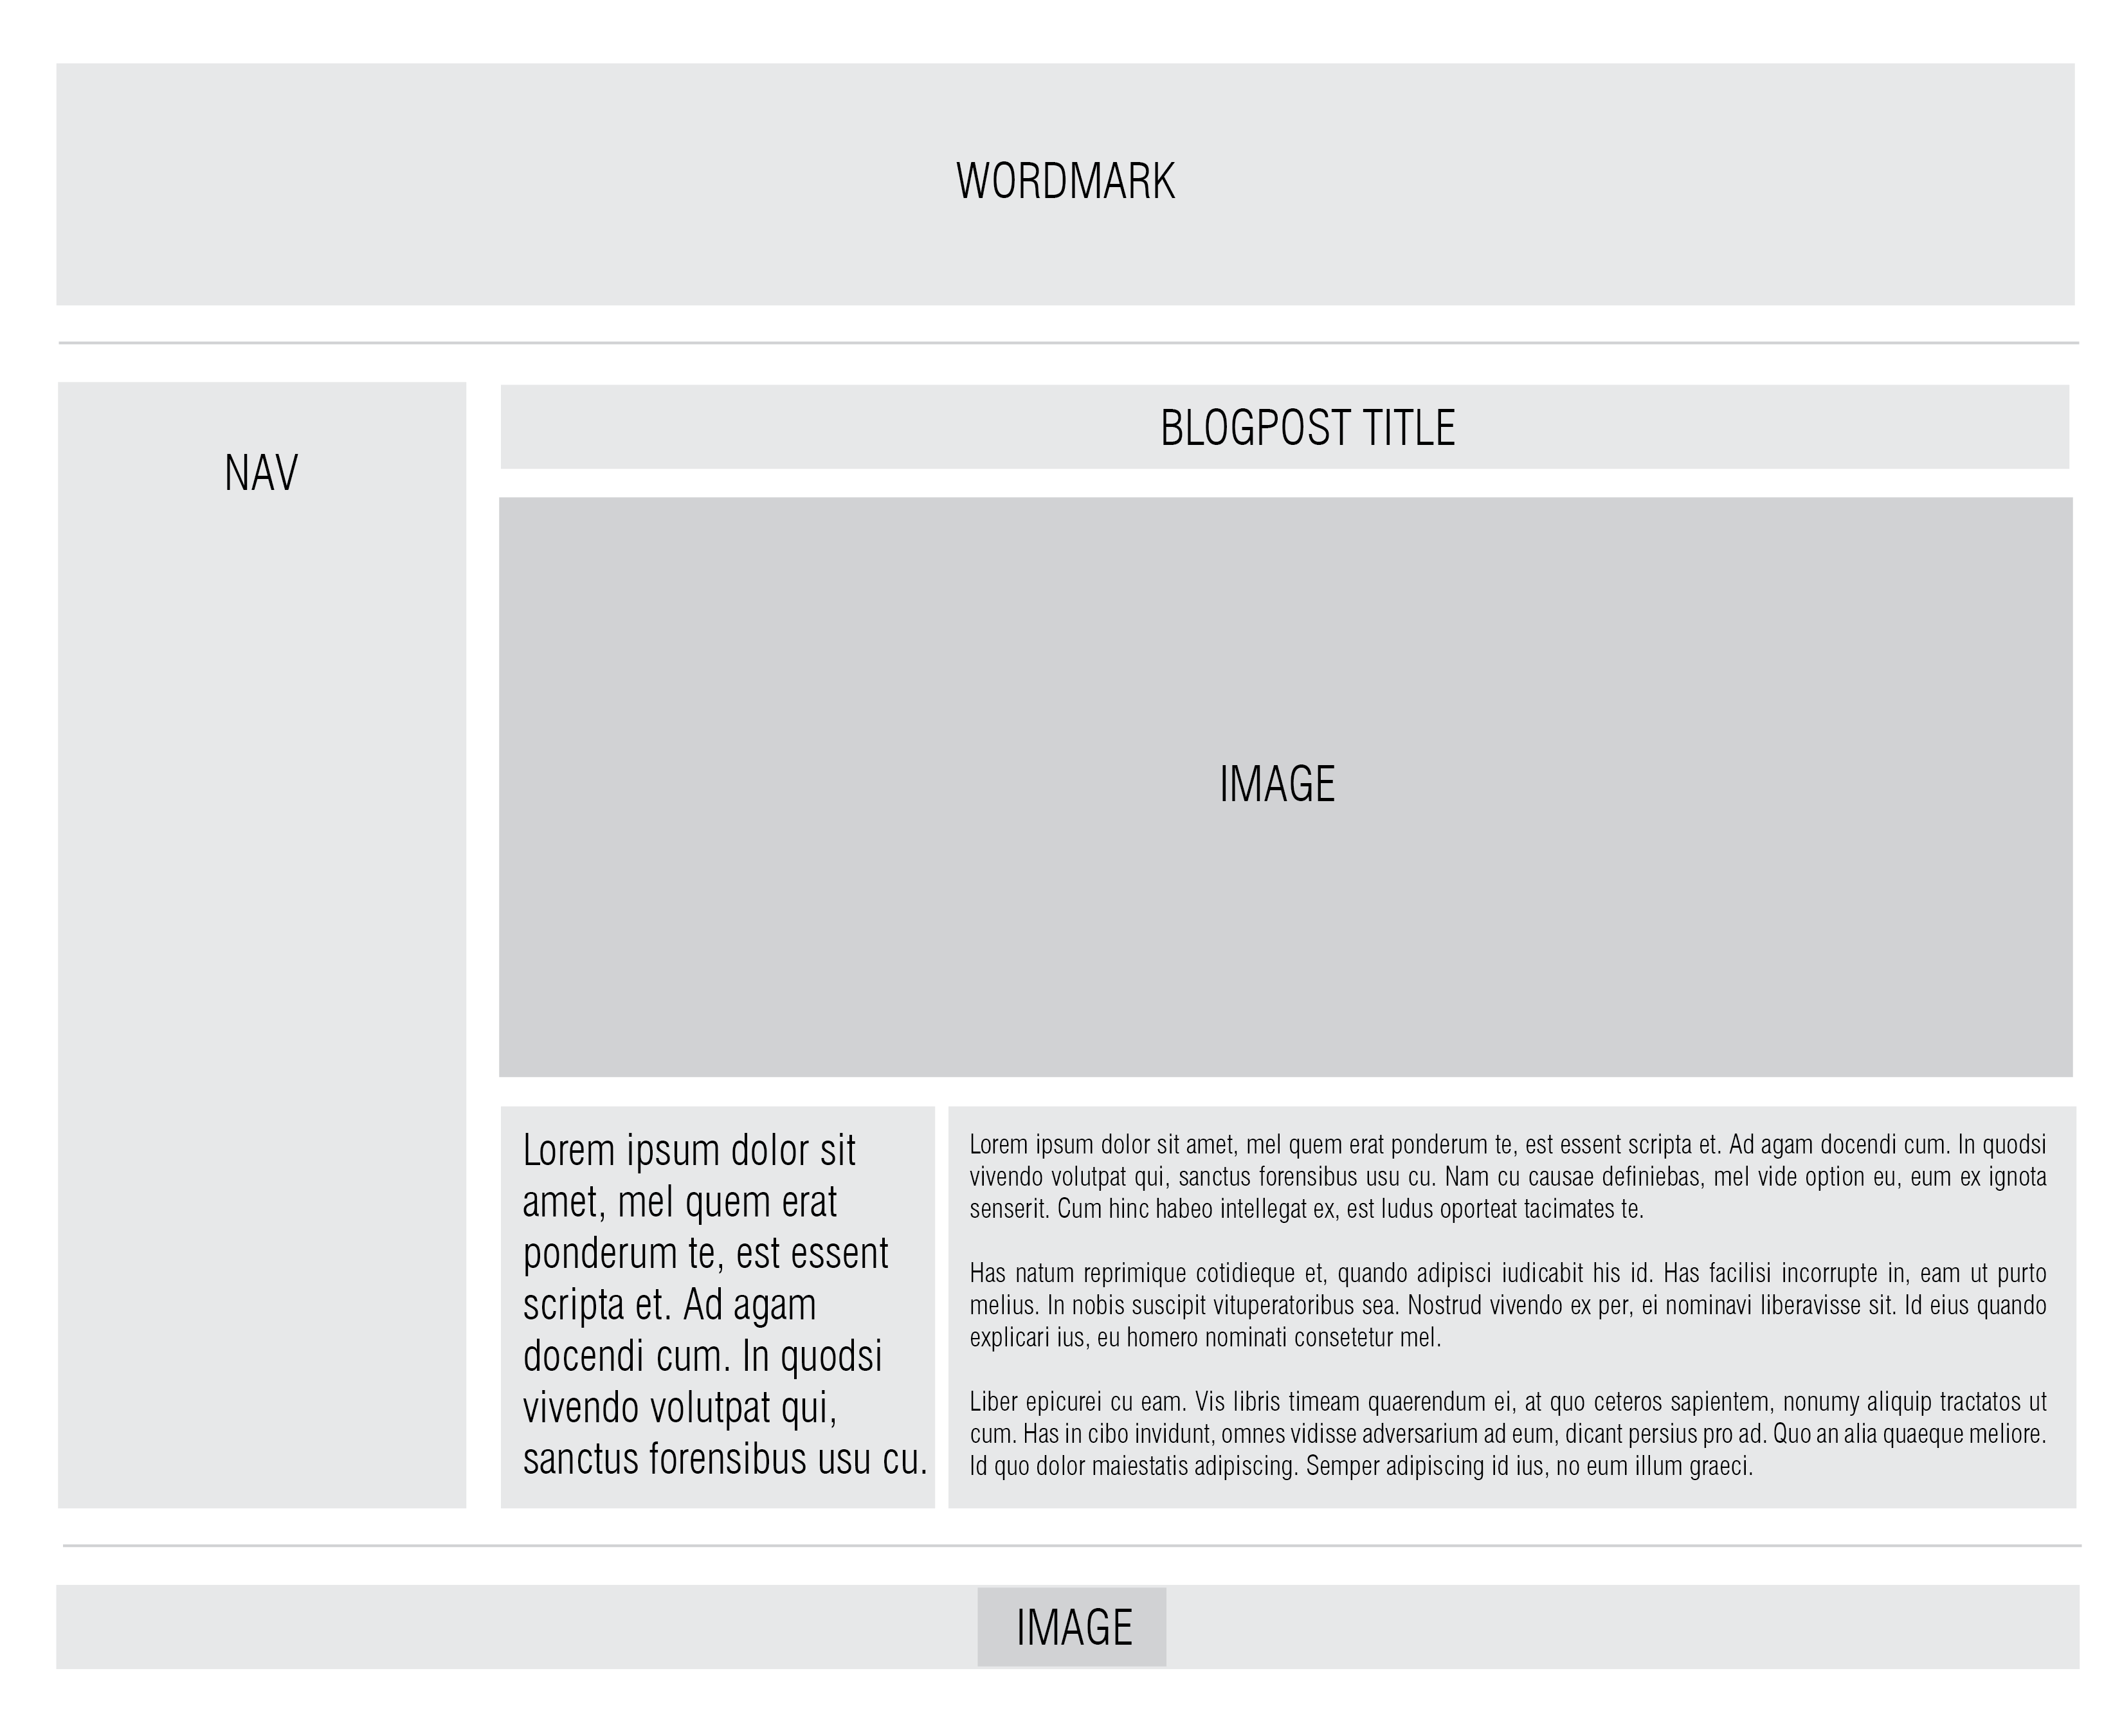 WORDMARK
NAV
BLOGPOST TITLE
IMAGE
Lorem ipsum dolor sit
amet, mel quem erat
ponderum te, est essent
scripta et. Ad agam
docendi cum. In quodsi
vivendo volutpat qui,
sanctus forensibus usu cu.
Lorem ipsum dolor sit amet, mel quem erat ponderum te, est essent scripta et. Ad agam docendi cum. In quodsi
vivendo volutpat qui, sanctus forensibus usu cu. Nam cu causae definiebas, mel vide option eu, eum ex ignota
senserit. Cum hinc habeo intellegat ex, est ludus oporteat tacimates te.
Has natum reprimique cotidieque et, quando adipisci iudicabit his id. Has facilisi incorrupte in, eam ut purto
melius. In nobis suscipit vituperatoribus sea. Nostrud vivendo ex per, ei nominavi liberavisse sit. Id eius quando
explicari ius, eu homero nominati consetetur mel.
Liber epicurei cu eam. Vis libris timeam quaerendum ei, at quo ceteros sapientem, nonumy aliquip tractatos ut
cum. Has in cibo invidunt, omnes vidisse adversarium ad eum, dicant persius pro ad. Quo an alia quaeque meliore.
Id quo dolor maiestatis adipiscing. Semper adipiscing id ius, no eum illum graeci.
IMAGE